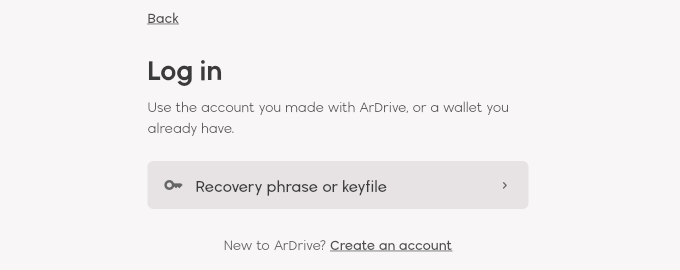 Back
Log in
Use the account you made with ArDrive, or a wallet you
already have.
Recovery phrase or keyfile
New to ArDrive? Create an account